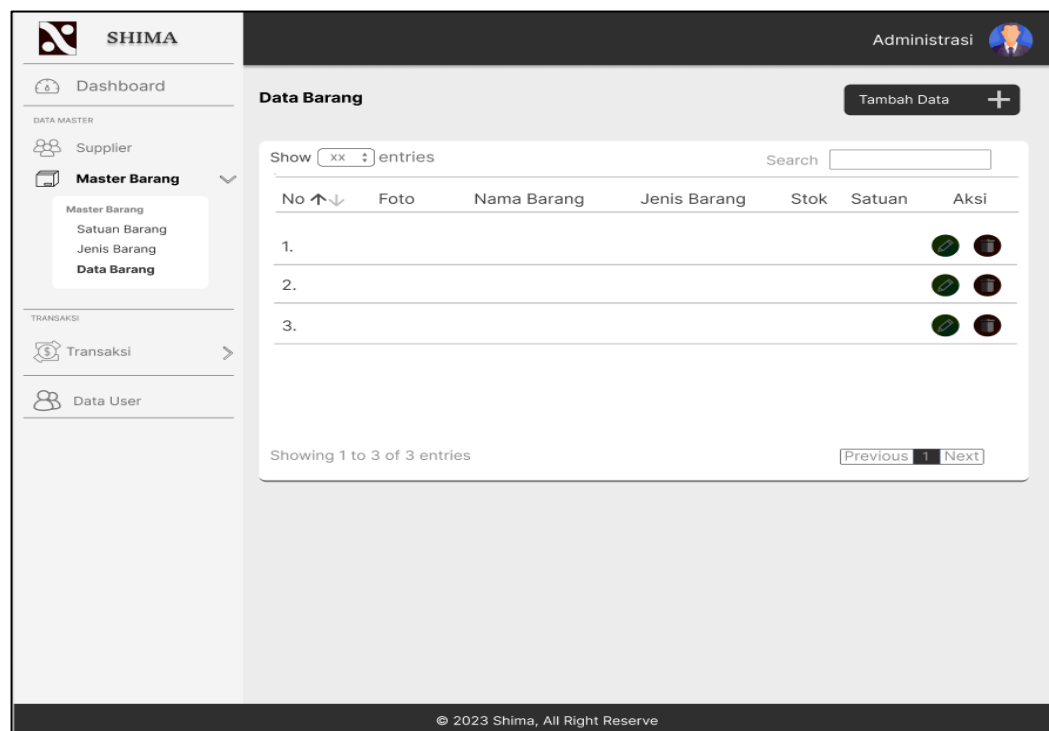 SHIMA
Administrasi
Dashboard
DATA MASTER
Supplier
Master Barang
Master Barang
Satuan Barang
Jenis Barang
Data Barang
TRANSAKSI
Transaksi
Data User
Data Barang
Tambah Data
Show xx entries
Search
No Foto Nama Barang Jenis Barang Stok Satuan Aksi
1.
2.
3.
Showing 1 to 3 of 3 entries
Previous 1 Next
© 2023 Shima, All Right Reserve